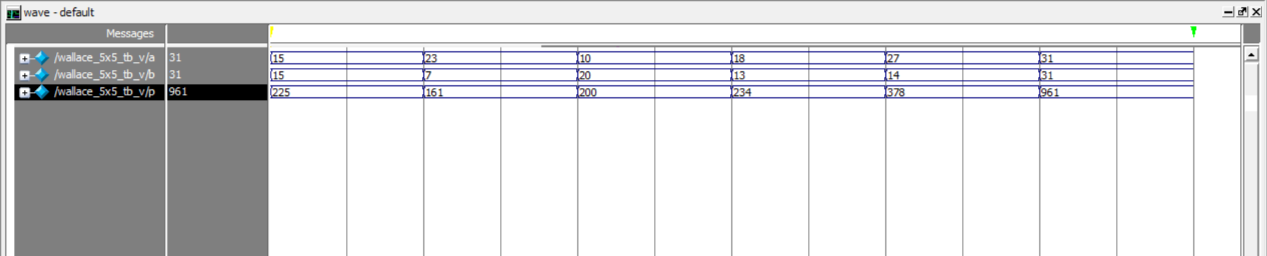 wave - default
Messages
/wallace_5x5_tb_v/a 31 15 23 10 18 27 31
/wallace_5x5_tb_v/b 31 15 7 20 13 14 31
/wallace_5x5_tb_v/p 961 225 161 200 234 378 961